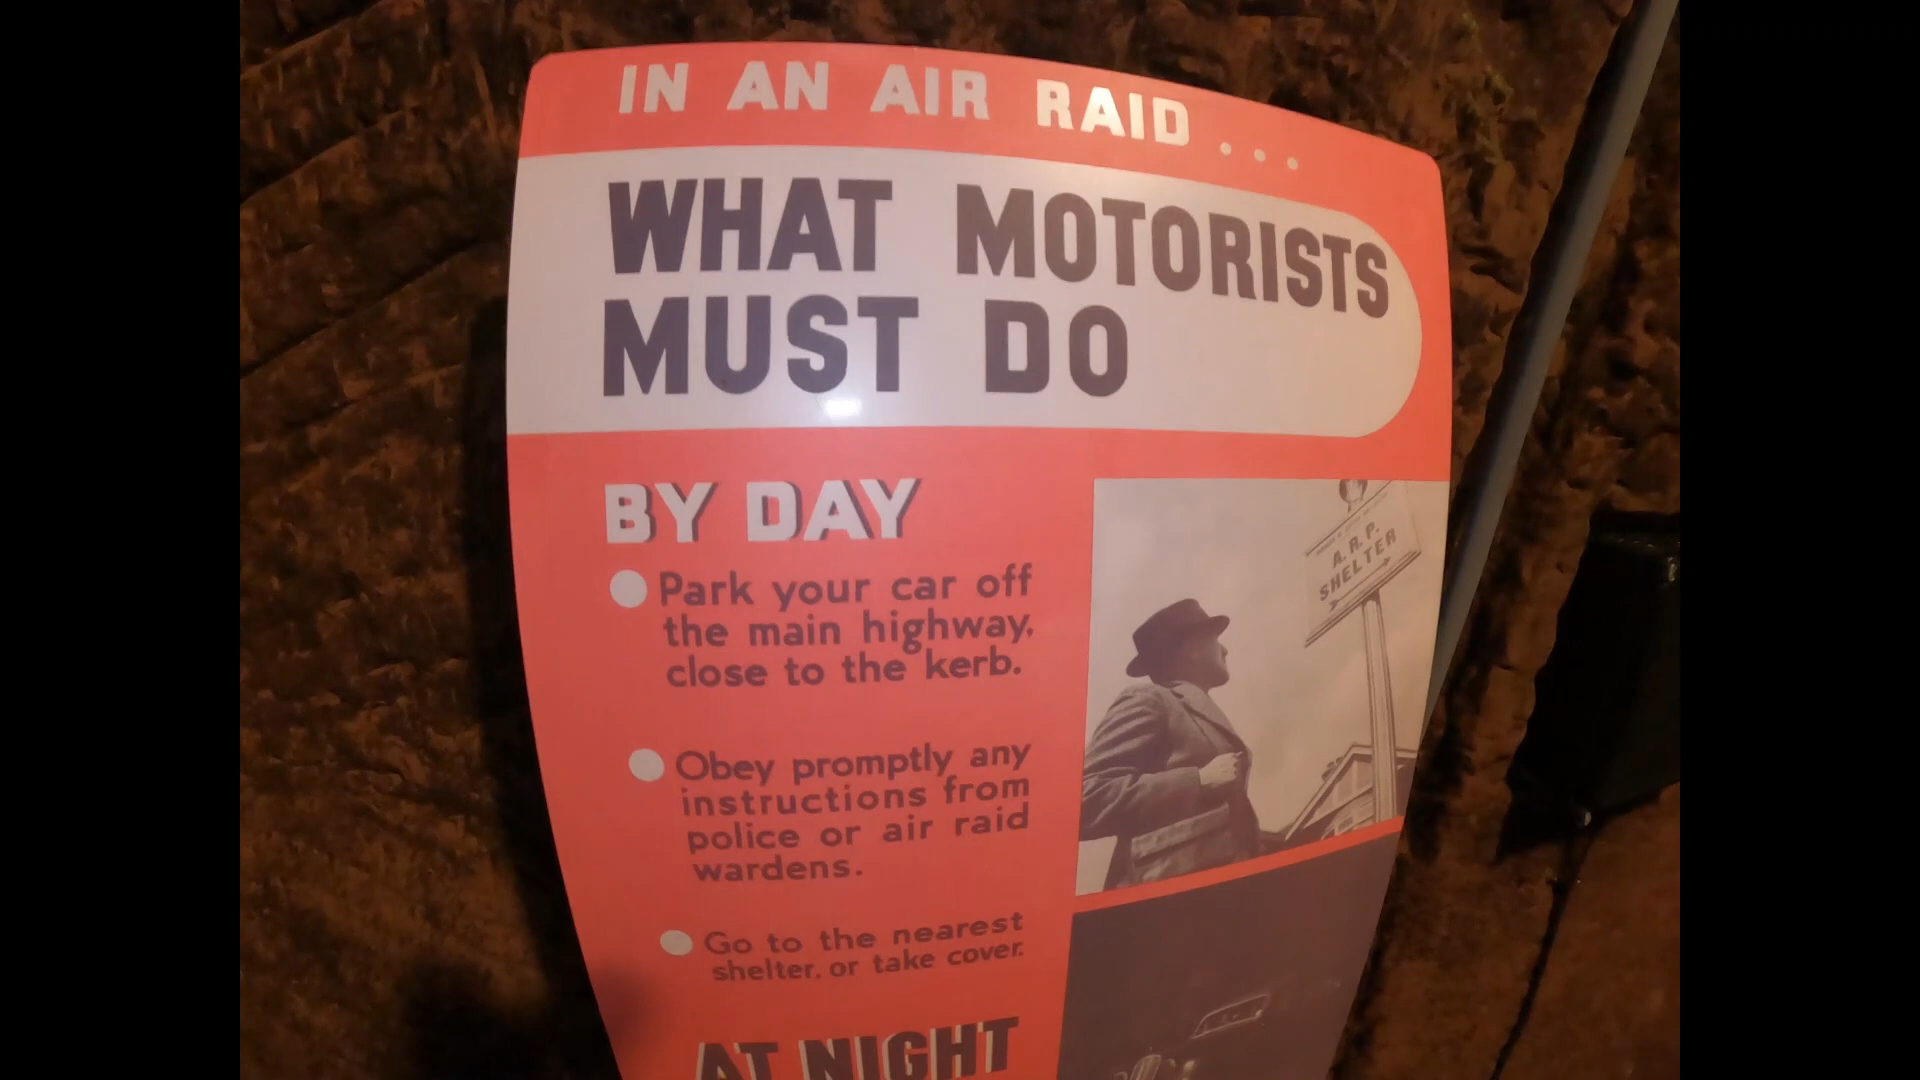 IN AN AIR RAID...
WHAT MOTORISTS
MUST DO
BY DAY
Park your car off
the main highway,
close to the kerb.
Obey promptly any
instructions from
police or air raid
wardens.
Go to the nearest
shelter, or take cover.
A.R.P.
SHELTER
AT NIGHT